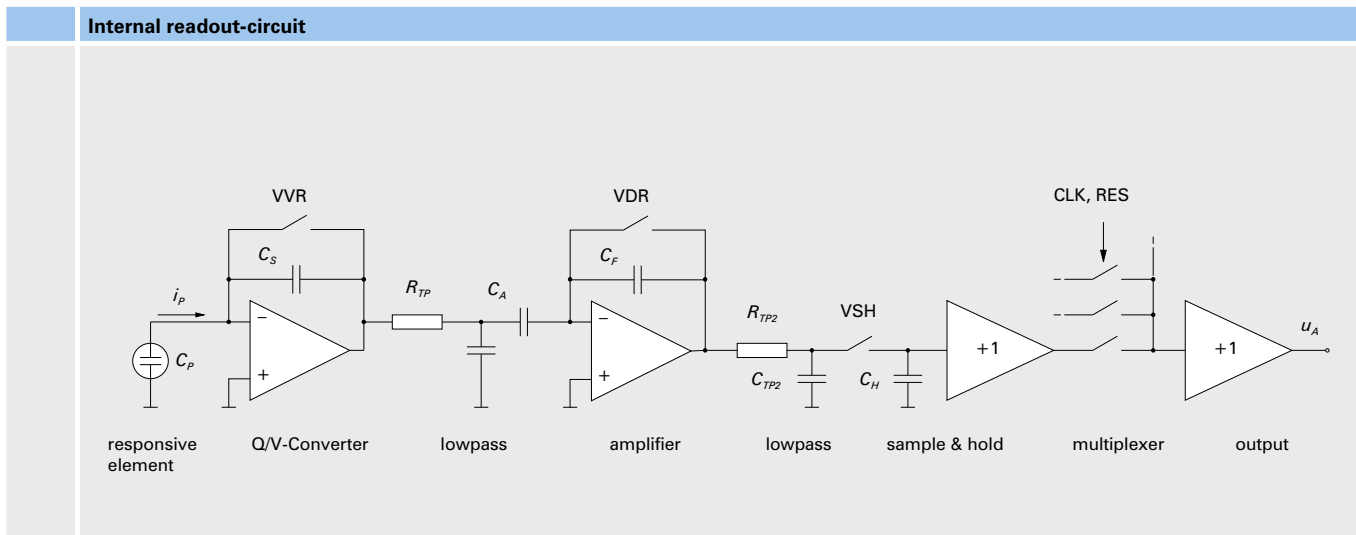 Internal readout-circuit
VVR
VDR
CLK, RES
C_S
C_F
i_P
R_TP
C_A
R_TP2
VSH
u_A
−
−
+1
+1
C_P
+
+
C_TP2
C_H
responsive
element
Q/V-Converter
lowpass
amplifier
lowpass
sample & hold
multiplexer
output